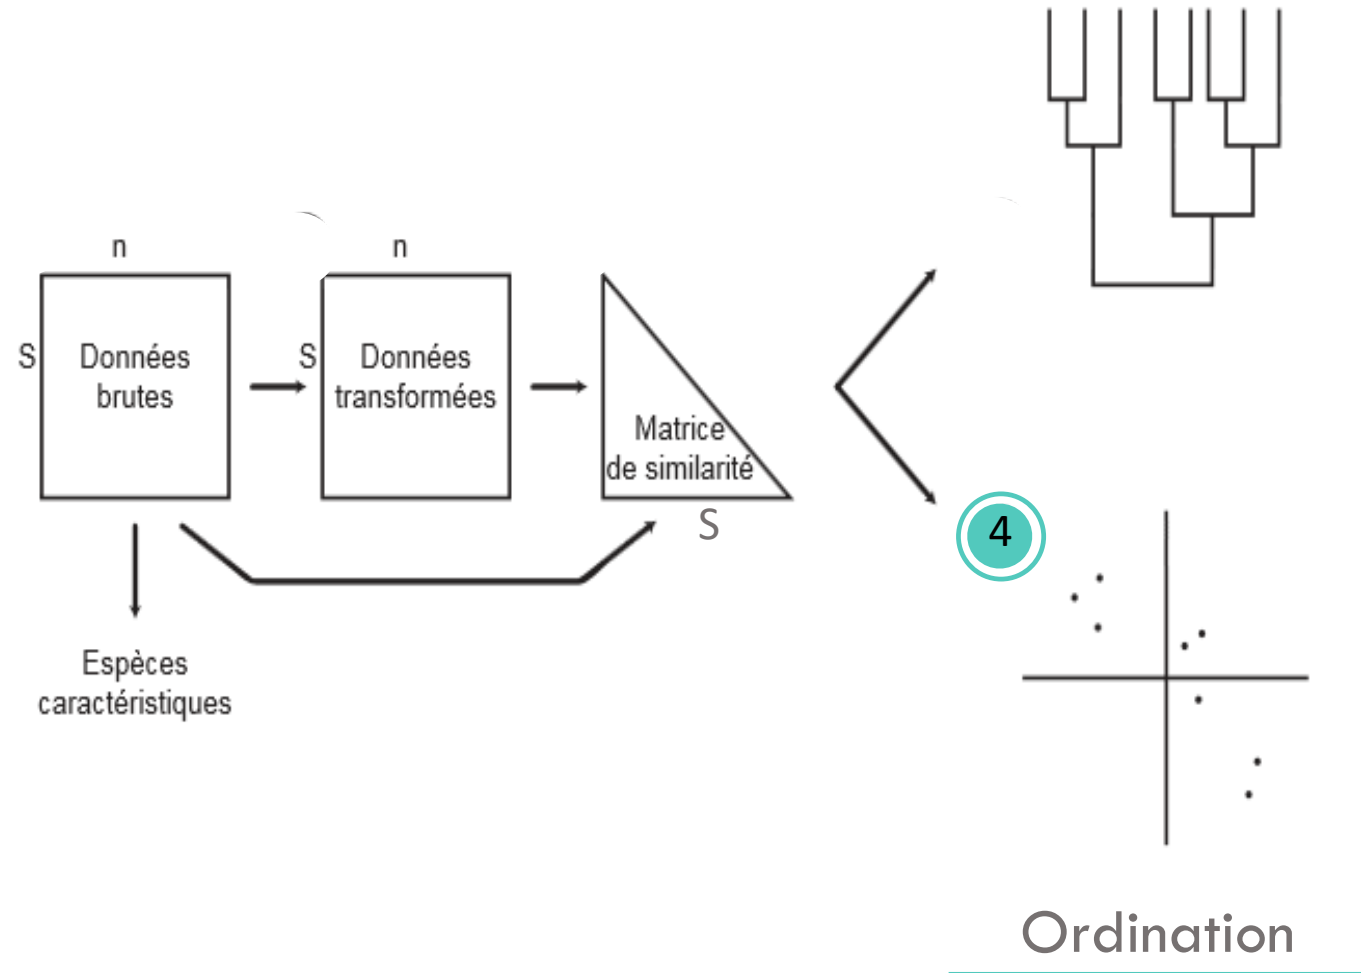 n
n
S
Données
brutes
S
Données
transformées
Matrice
de similarité
S
4
Espèces
caractéristiques
Ordination